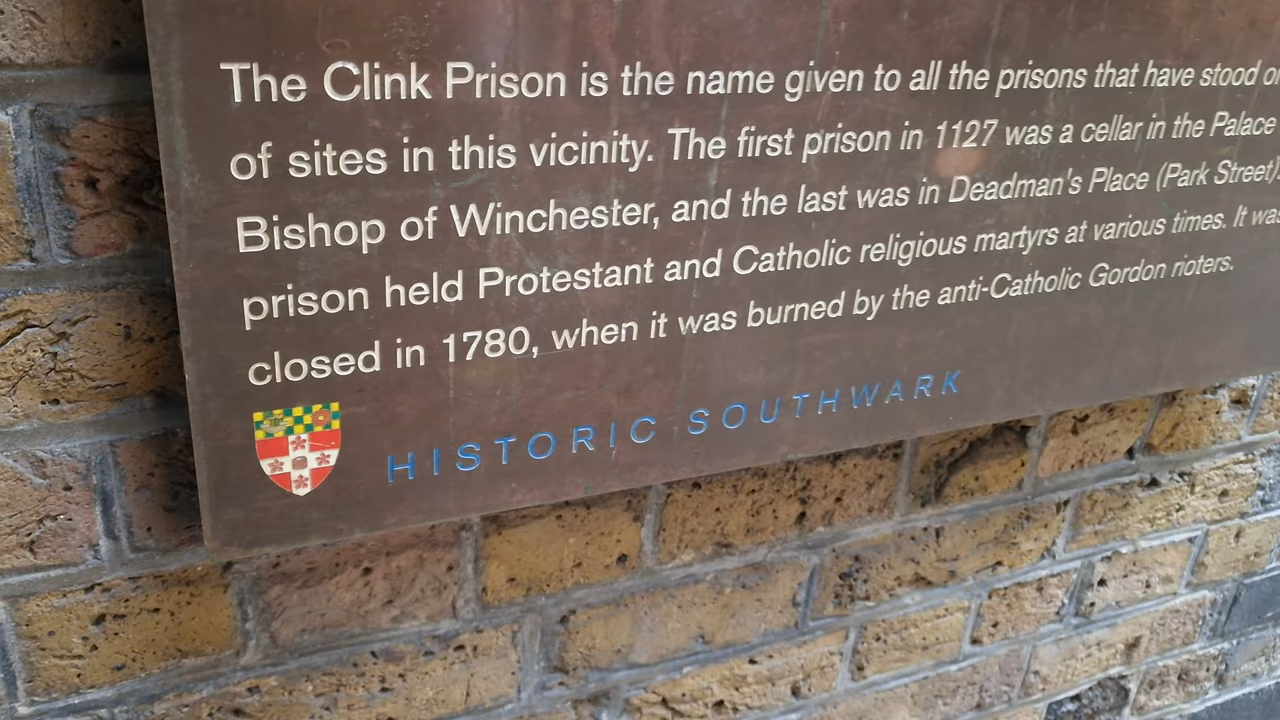 The Clink Prison is the name given to all the prisons that have stood
of sites in this vicinity. The first prison in 1127 was a cellar in the Palace
Bishop of Winchester, and the last was in Deadman's Place (Park Street).
prison held Protestant and Catholic religious martyrs at various times. It was
closed in 1780, when it was burned by the anti-Catholic Gordon rioters.
HISTORIC SOUTHWARK